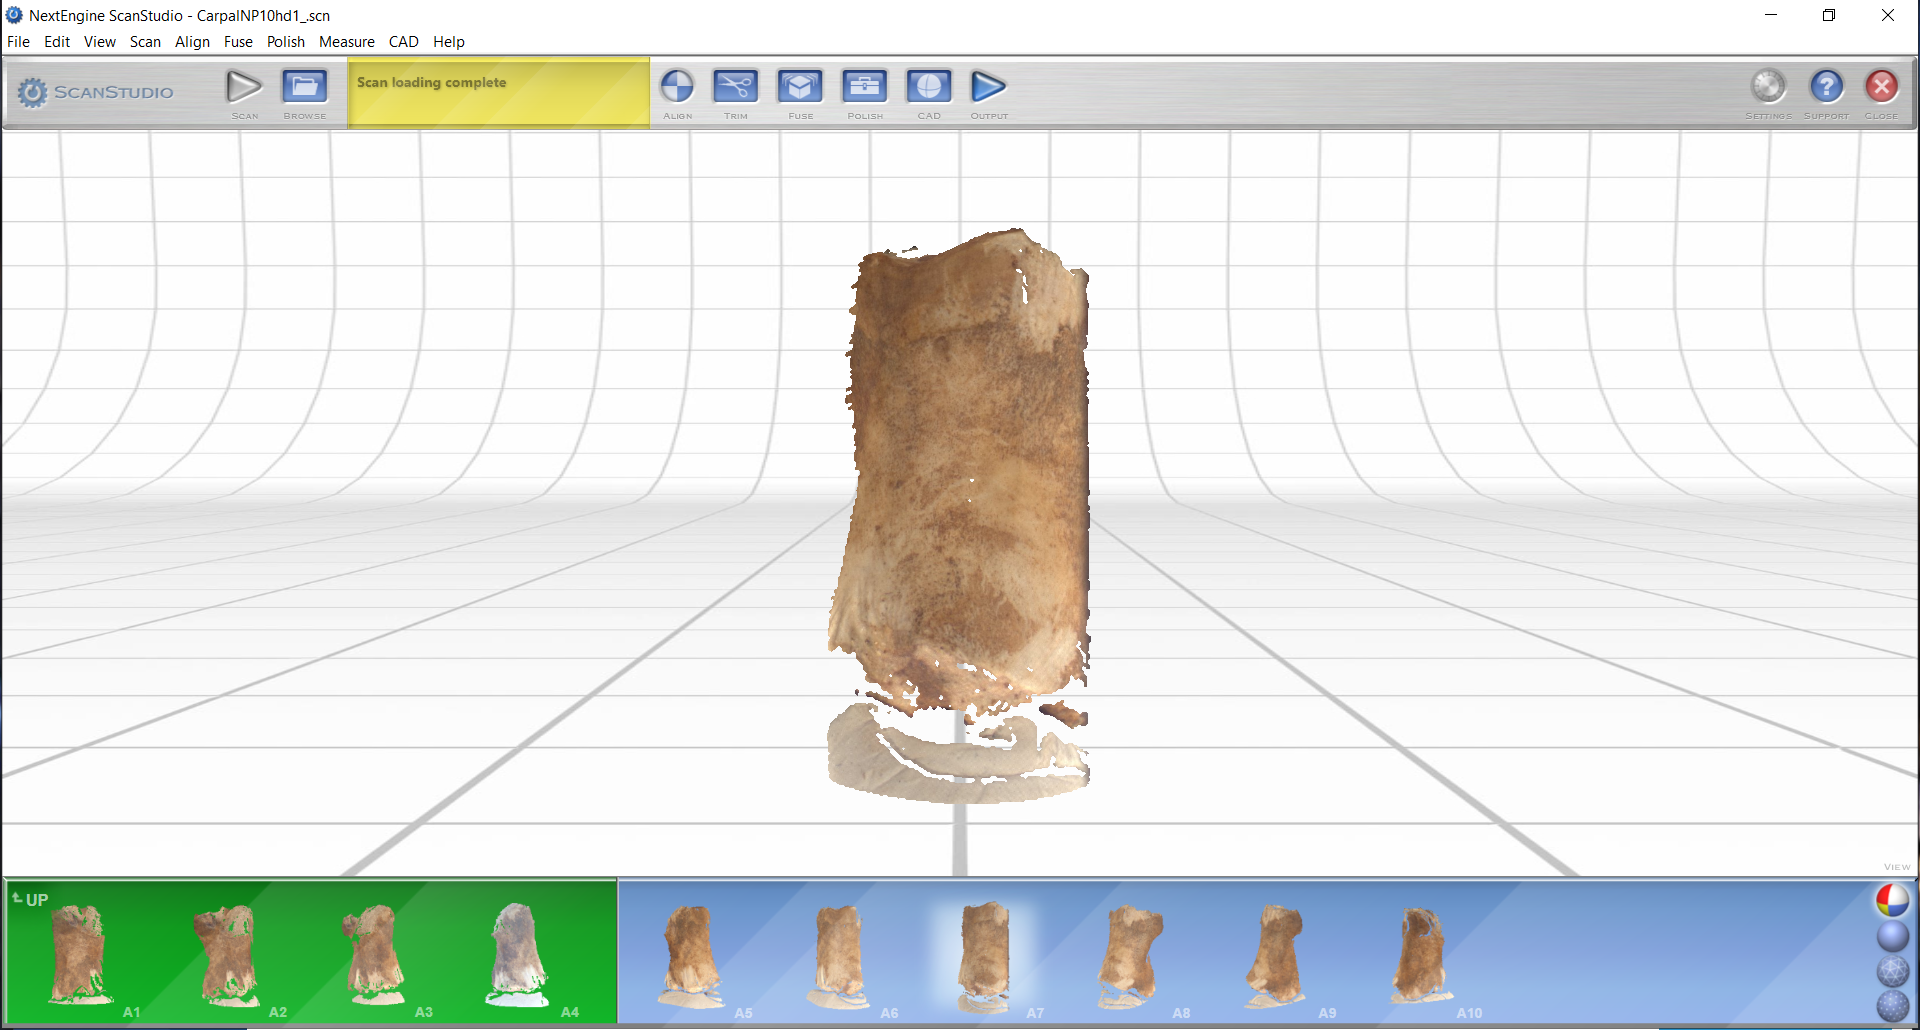 NextEngine ScanStudio - CarpalNP10hd1_.scn
File Edit View Scan Align Fuse Polish Measure CAD Help
SCANSTUDIO
Scan loading complete
SCAN BROWSE ALIGN TRIM FUSE POLISH CAD OUTPUT SETTINGS SUPPORT CLOSE
VIEW
UP
A1 A2 A3 A4 A5 A6 A7 A8 A9 A10